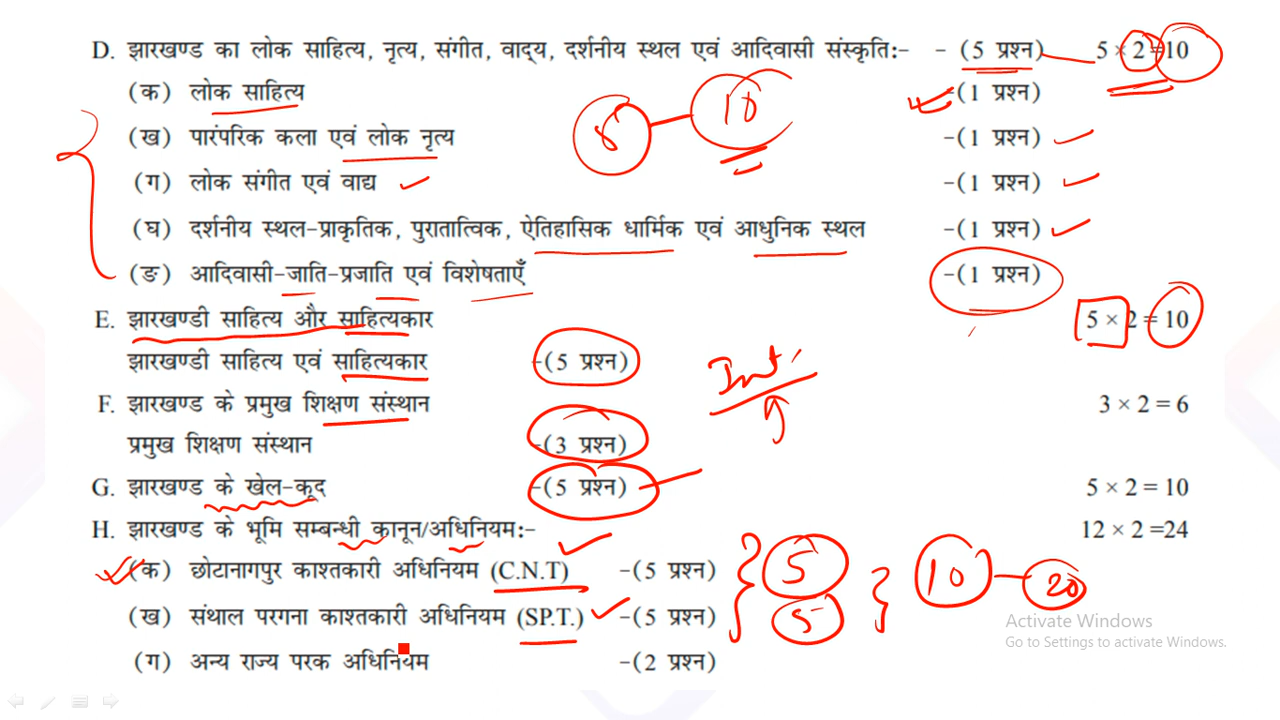 D. झारखण्ड का लोक साहित्य, नृत्य, संगीत, वाद्य, दर्शनीय स्थल एवं आदिवासी संस्कृति:- - (5 प्रश्न) 5 × 2 = 10
(क) लोक साहित्य -(1 प्रश्न)
10
(ख) पारंपरिक कला एवं लोक नृत्य -(1 प्रश्न)
(ग) लोक संगीत एवं वाद्य -(1 प्रश्न)
(घ) दर्शनीय स्थल-प्राकृतिक, पुरातात्विक, ऐतिहासिक धार्मिक एवं आधुनिक स्थल -(1 प्रश्न)
(ङ) आदिवासी-जाति-प्रजाति एवं विशेषताएँ -(1 प्रश्न)
E. झारखण्डी साहित्य और साहित्यकार 5 × 2 = 10
झारखण्डी साहित्य एवं साहित्यकार -(5 प्रश्न)
F. झारखण्ड के प्रमुख शिक्षण संस्थान 3 × 2 = 6
प्रमुख शिक्षण संस्थान -(3 प्रश्न)
G. झारखण्ड के खेल-कूद -(5 प्रश्न) 5 × 2 = 10
H. झारखण्ड के भूमि सम्बन्धी कानून/अधिनियम:- 12 × 2 =24
(क) छोटानागपुर काश्तकारी अधिनियम (C.N.T) -(5 प्रश्न) 5 10 20
(ख) संथाल परगना काश्तकारी अधिनियम (SP.T.) -(5 प्रश्न) 5
Activate Windows
Go to Settings to activate Windows.
(ग) अन्य राज्य परक अधिनियम -(2 प्रश्न)